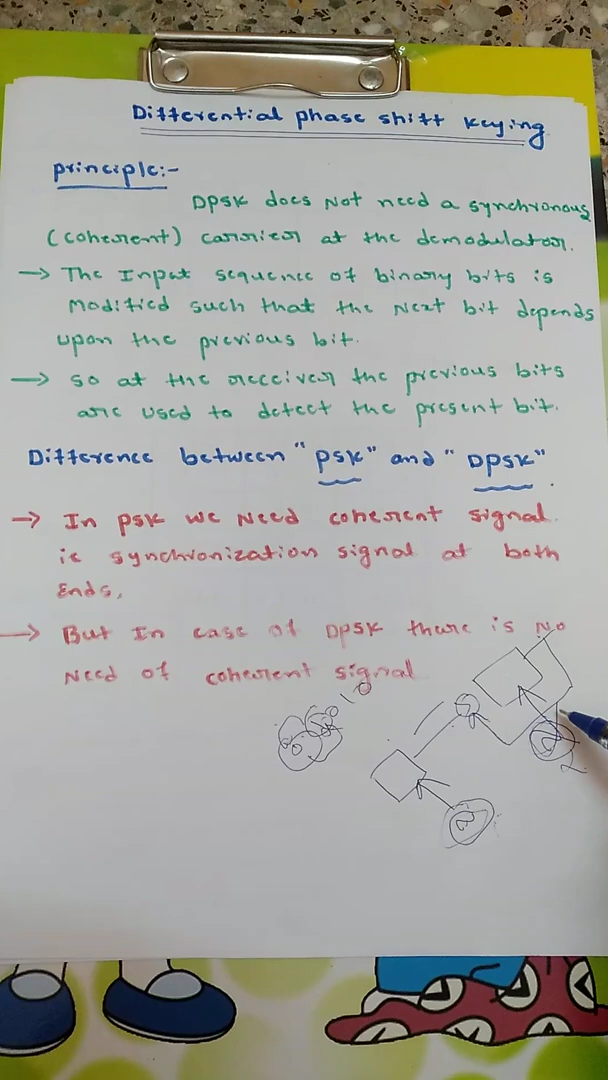 Differential phase shift keying
principle:-
DPSK does Not need a synchronous
(coherent) carrier at the demodulator.
→ The Input sequence of binary bits is
modified such that the Next bit depends
upon the previous bit.
→ so at the receiver the previous bits
are used to detect the present bit.
Difference between "PSK" and "DPSK".
→ In PSK we Need coherent signal
ie synchronization signal at both
Ends,
→ But In case of DPSK there is No
Need of coherent signal